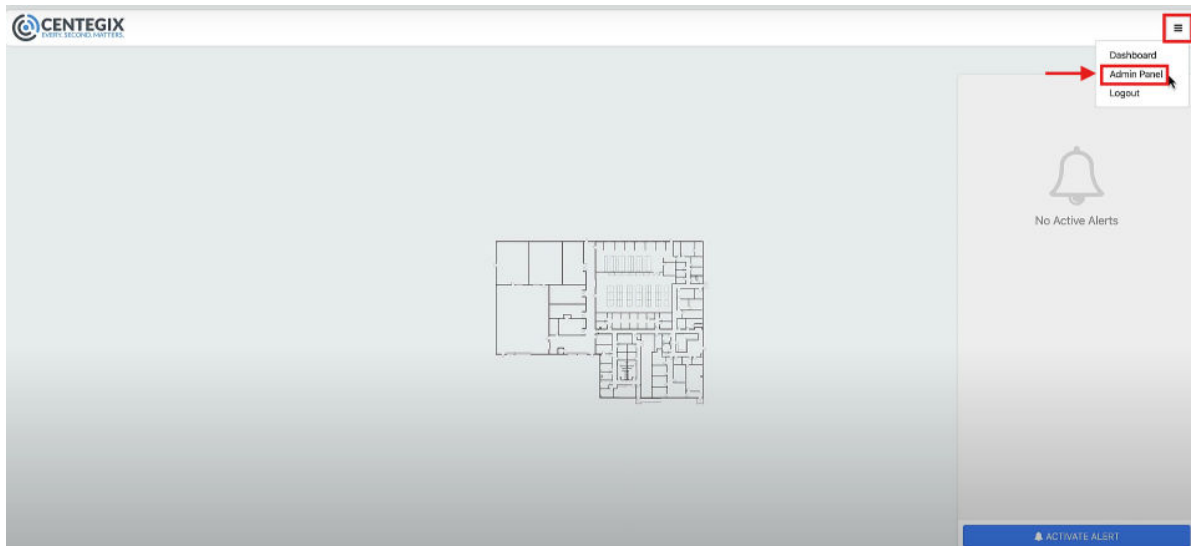 CENTEGIX
EVERY. SECOND. MATTERS.
Dashboard
Admin Panel
Logout
No Active Alerts
ACTIVATE ALERT